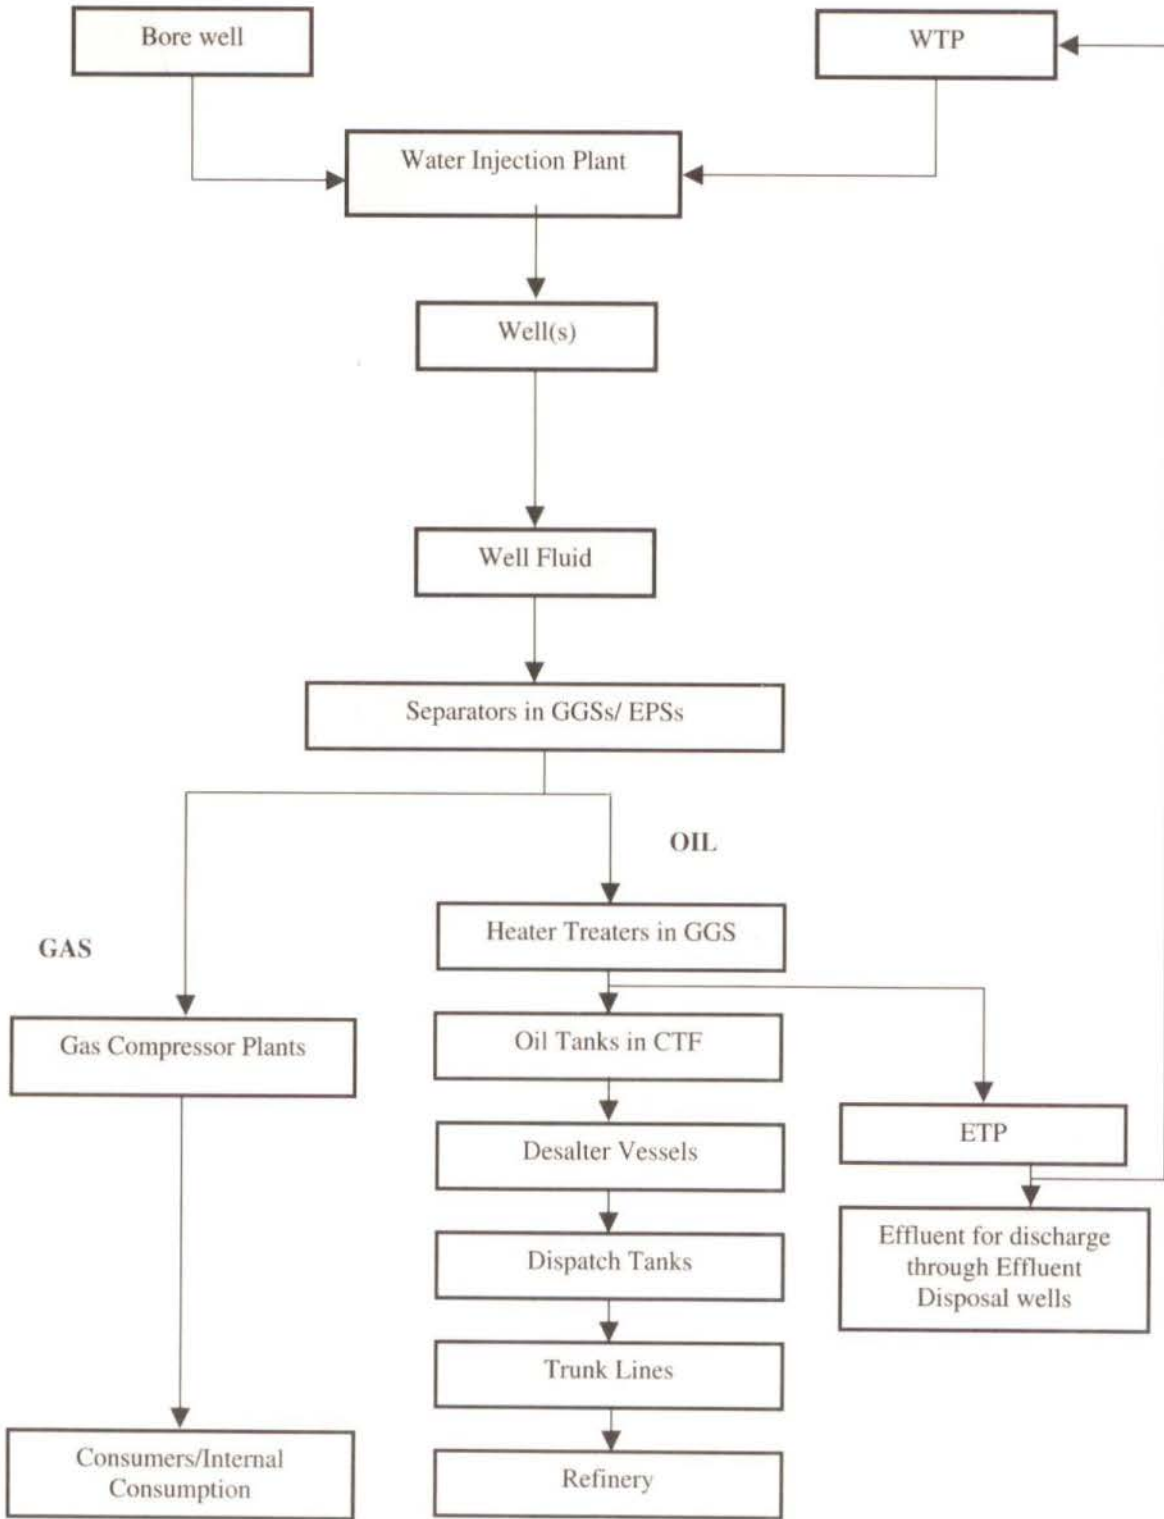 Bore well
WTP
Water Injection Plant
Well(s)
Well Fluid
Separators in GGSs/ EPSs
OIL
GAS
Heater Treaters in GGS
Gas Compressor Plants
Oil Tanks in CTF
ETP
Desalter Vessels
Effluent for discharge
through Effluent
Disposal wells
Dispatch Tanks
Trunk Lines
Consumers/Internal
Consumption
Refinery